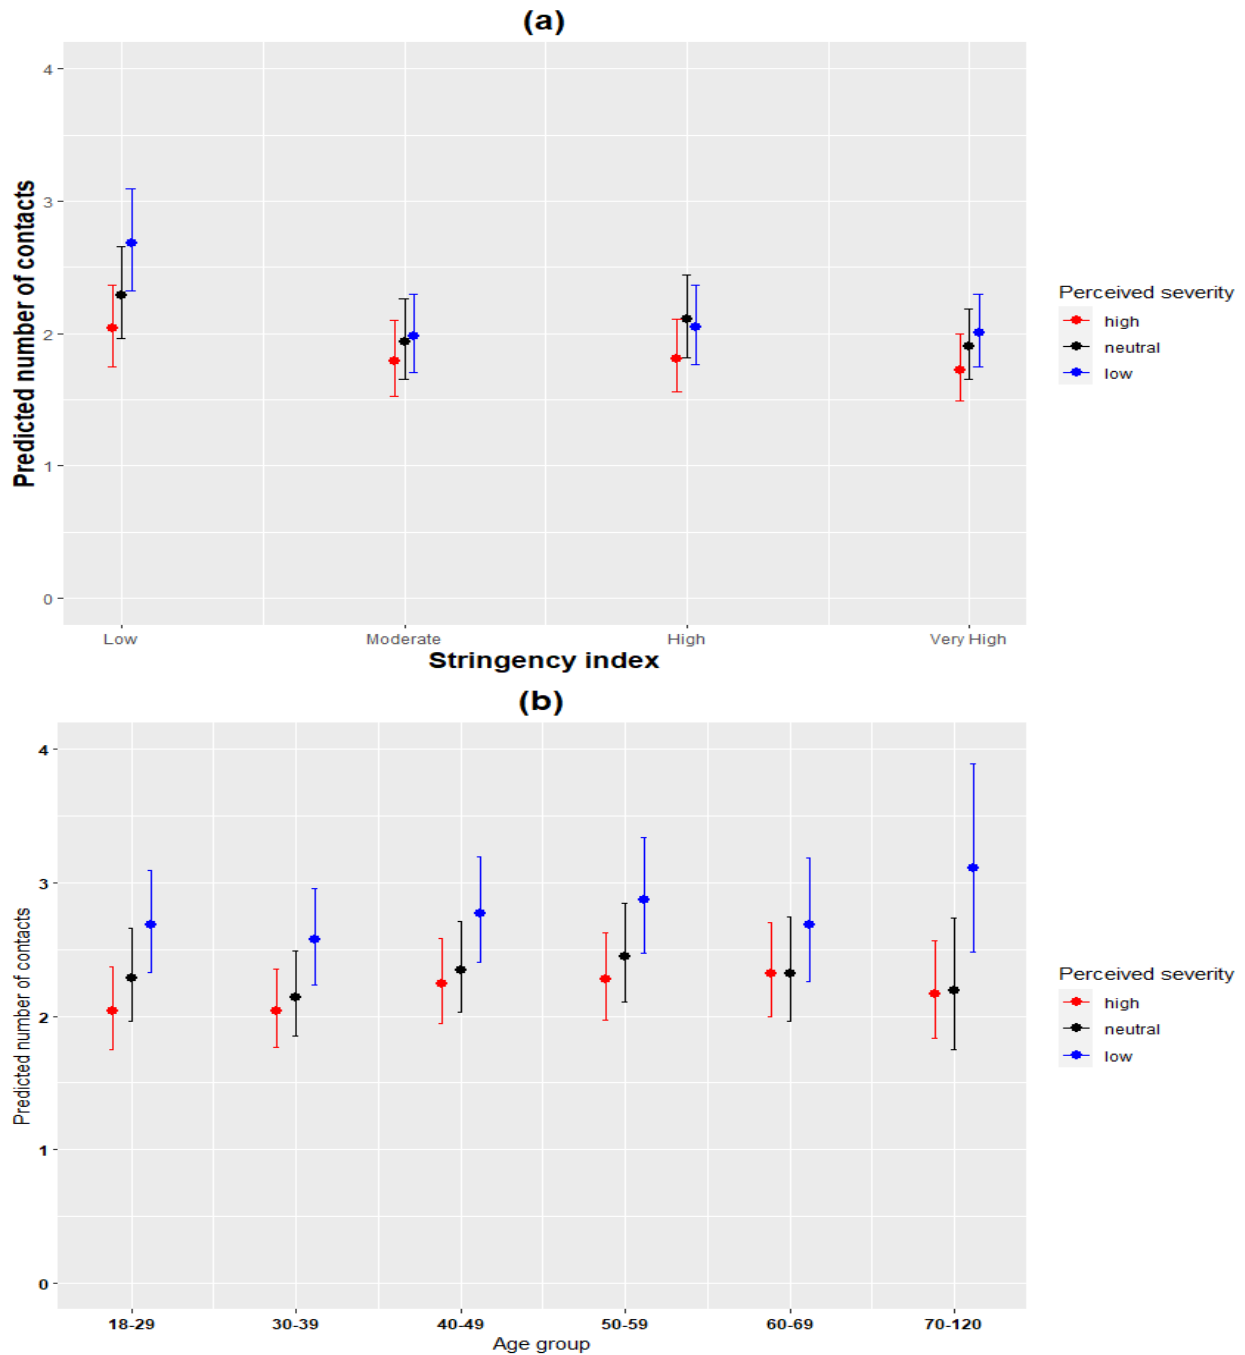 (a)
Predicted number of contacts
4
3
2
1
0
Low Moderate High Very High
Stringency index
Perceived severity
high
neutral
low
(b)
Predicted number of contacts
4
3
2
1
0
18-29 30-39 40-49 50-59 60-69 70-120
Age group
Perceived severity
high
neutral
low